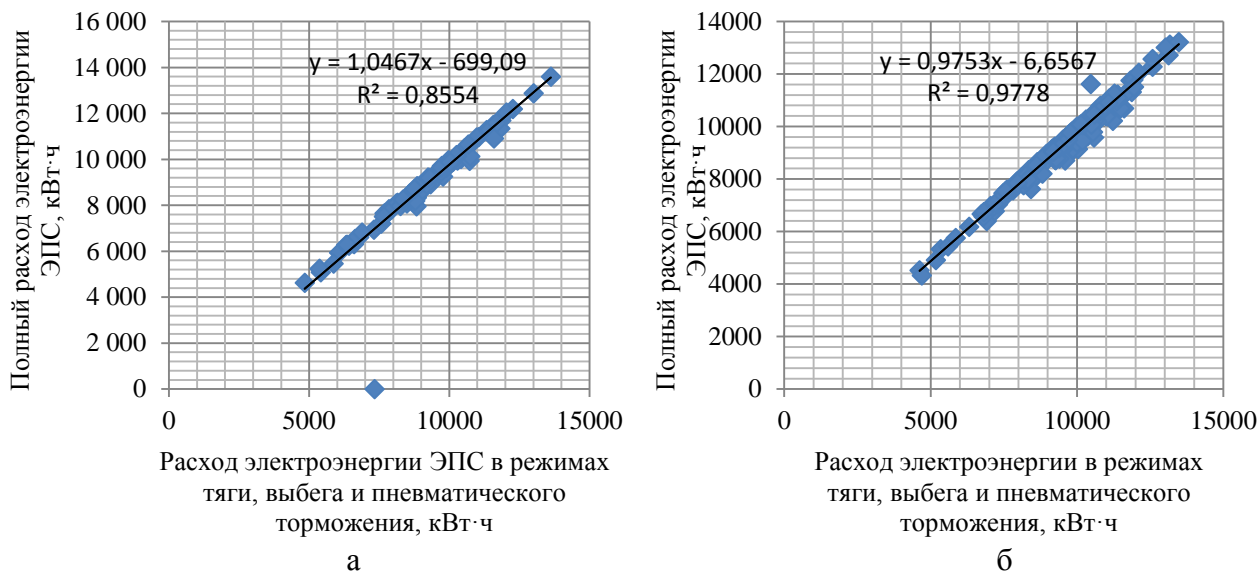 16 000
14 000
12 000
10 000
8 000
6 000
4 000
2 000
0
0
5000
10000
15000
y = 1,0467x - 699,09
R² = 0,8554
Полный расход электроэнергии
ЭПС, кВт·ч
Расход электроэнергии ЭПС в режимах
тяги, выбега и пневматического
торможения, кВт·ч
а
14000
12000
10000
8000
6000
4000
2000
0
0
5000
10000
15000
y = 0,9753x - 6,6567
R² = 0,9778
Полный расход электроэнергии
ЭПС, кВт·ч
Расход электроэнергии в режимах
тяги, выбега и пневматического
торможения, кВт·ч
б